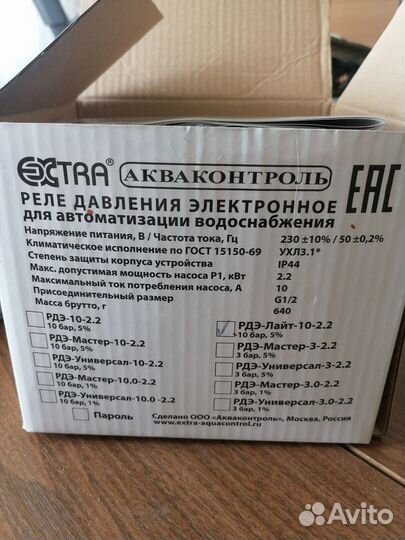 EXTRA® АКВАКОНТРОЛЬ EAC
РЕЛЕ ДАВЛЕНИЯ ЭЛЕКТРОННОЕ
для автоматизации водоснабжения
Напряжение питания, В / Частота тока, Гц 230 ±10% / 50 ±0,2%
Климатическое исполнение по ГОСТ 15150-69 УХЛ3.1*
Степень защиты корпуса устройства IP44
Макс. допустимая мощность насоса Р1, кВт 2.2
Максимальный ток потребления насоса, А 10
Присоединительный размер G1/2
Масса брутто, г 640
РДЭ-10-2.2
10 бар, 5%
РДЭ-Мастер-10-2.2
10 бар, 5%
РДЭ-Универсал-10-2.2
10 бар, 5%
РДЭ-Мастер-10.0-2.2
10 бар, 1%
РДЭ-Универсал-10.0 -2.2
10 бар, 1%
РДЭ-Лайт-10-2.2
10 бар, 5%
РДЭ-Мастер-3-2.2
3 бар, 5%
РДЭ-Универсал-3-2.2
3 бар, 5%
РДЭ-Мастер-3.0-2.2
3 бар, 1%
РДЭ-Универсал-3.0-2.2
3 бар, 1%
Пароль
Сделано ООО «Акваконтроль», Москва, Россия
www.extra-aquacontrol.ru
Avito